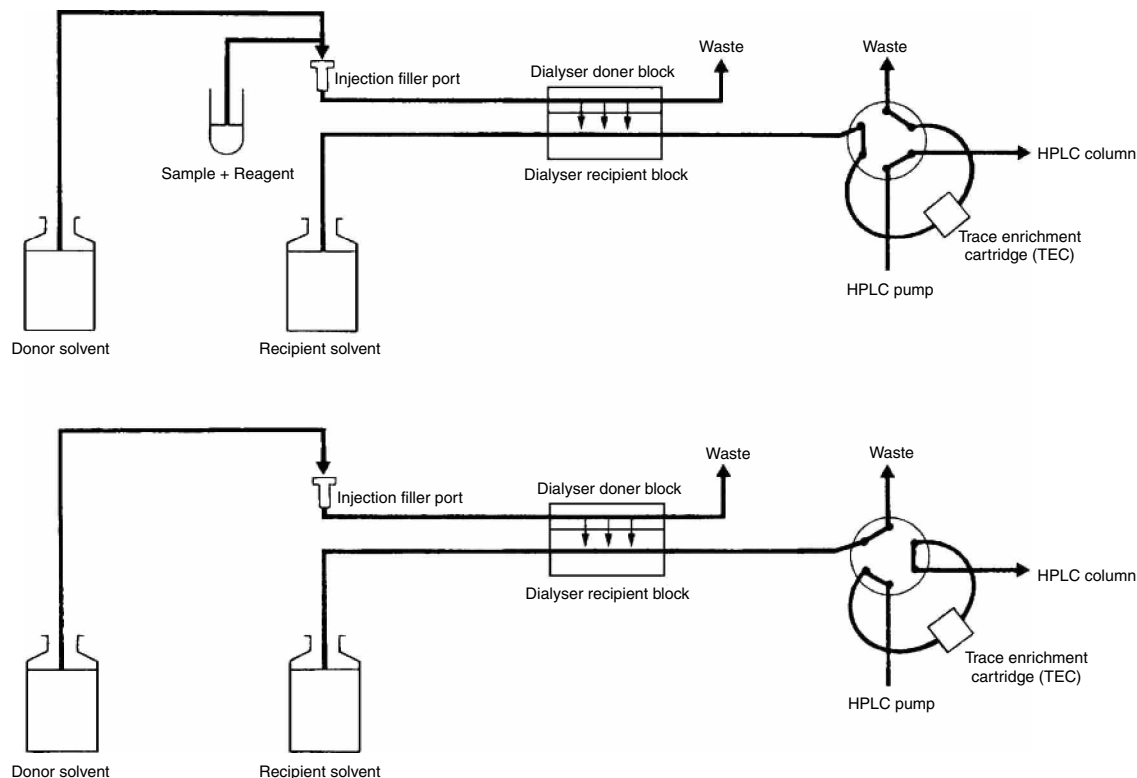 Waste
Waste
Injection filler port
Dialyser doner block
HPLC column
Sample + Reagent
Dialyser recipient block
Trace enrichment
cartridge (TEC)
HPLC pump
Donor solvent
Recipient solvent
Waste
Waste
Injection filler port
Dialyser doner block
HPLC column
Dialyser recipient block
Trace enrichment
cartridge (TEC)
HPLC pump
Donor solvent
Recipient solvent